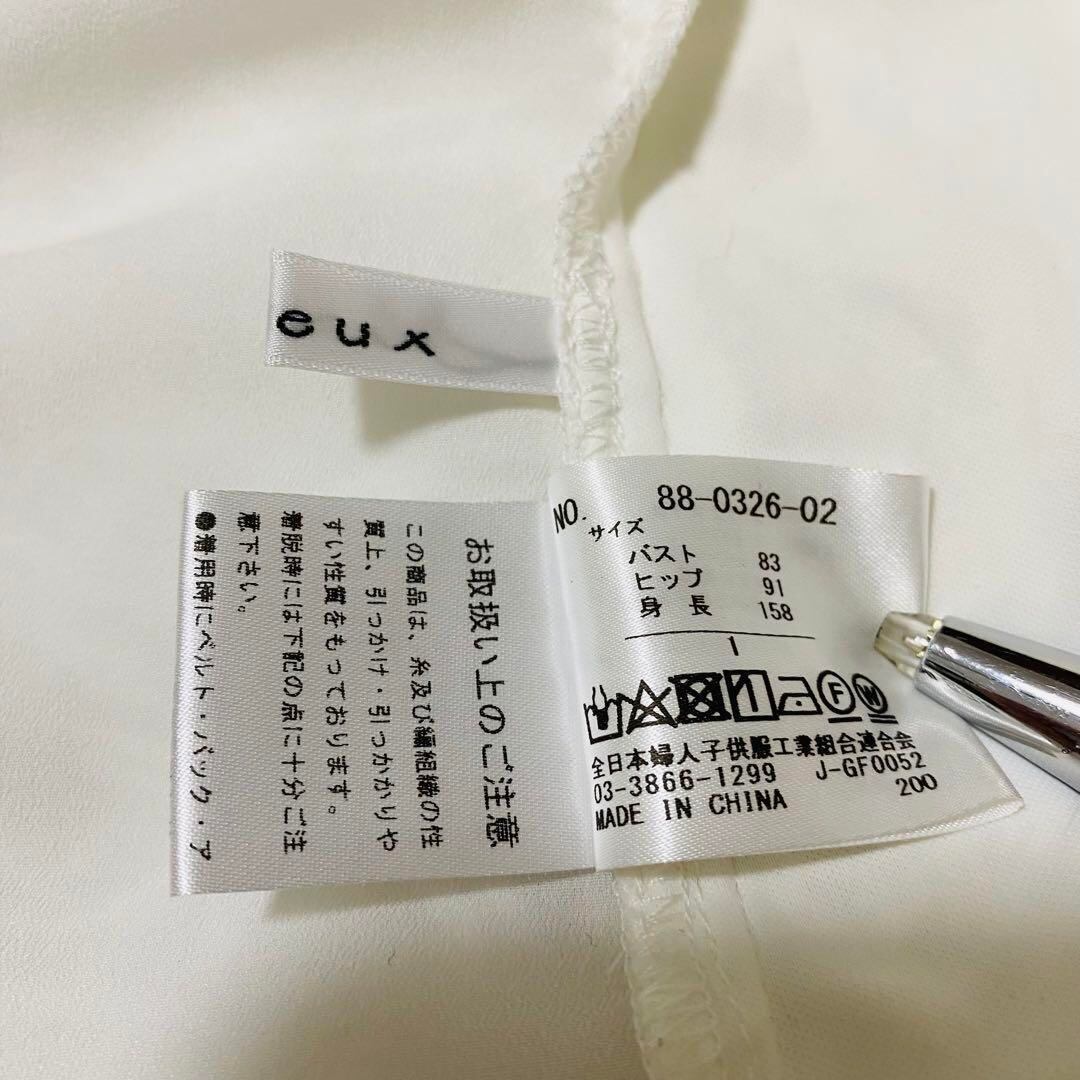 eux
NO. 88-0326-02
サイズ
バスト 83
ヒップ 91
身長 158
1
F W
全日本婦人子供服工業組合連合会
03-3866-1299 J-GF0052
MADE IN CHINA 200
お取扱い上のご注意
この商品は、糸及び編組織の性
質上、引っかけ・引っかかりや
すい性質をもっております。
着脱時には下記の点に十分ご注
意下さい。
●着用時にベルト・バック・ア